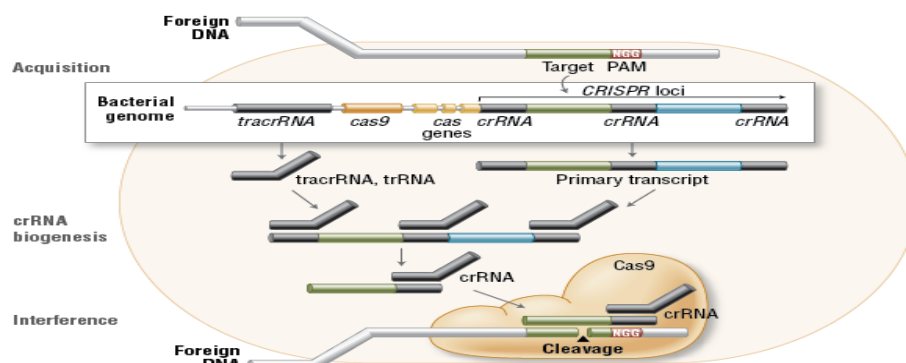 Foreign
DNA
Acquisition
NGG
Target PAM
CRISPR loci
Bacterial
genome
tracrRNA cas9 cas
genes
crRNA crRNA crRNA
tracrRNA, trRNA
Primary transcript
crRNA
biogenesis
crRNA
Cas9
crRNA
Interference
NGG
Cleavage
Foreign
DNA